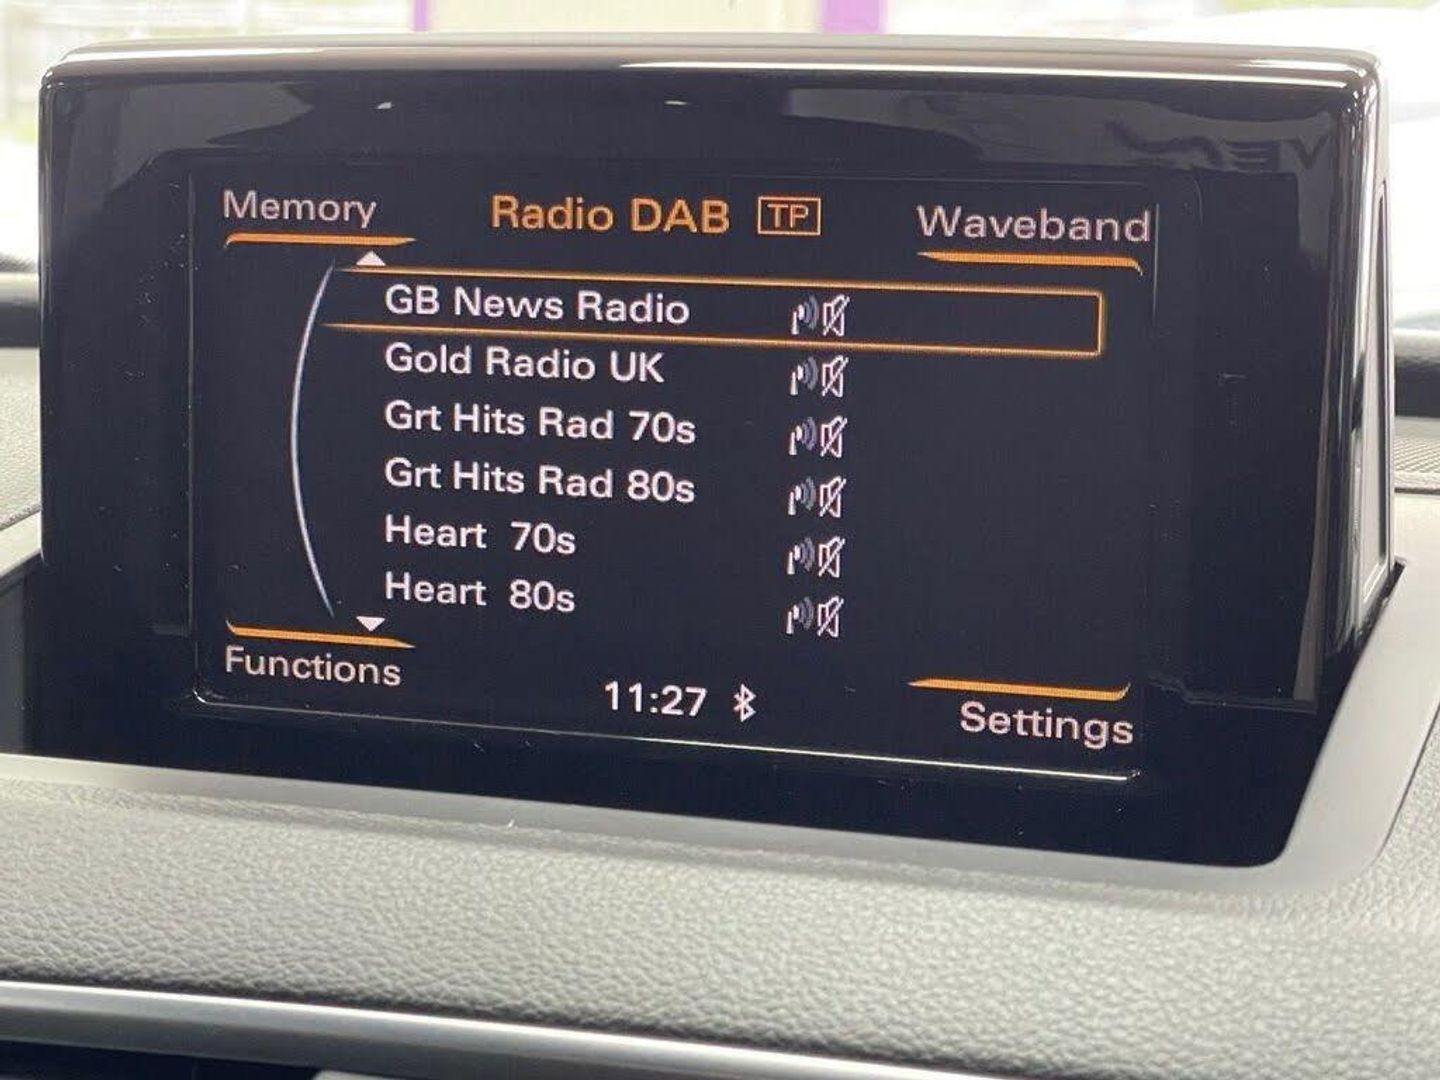 Memory
Radio DAB TP
Waveband
GB News Radio
Gold Radio UK
Grt Hits Rad 70s
Grt Hits Rad 80s
Heart 70s
Heart 80s
Functions
11:27
Settings